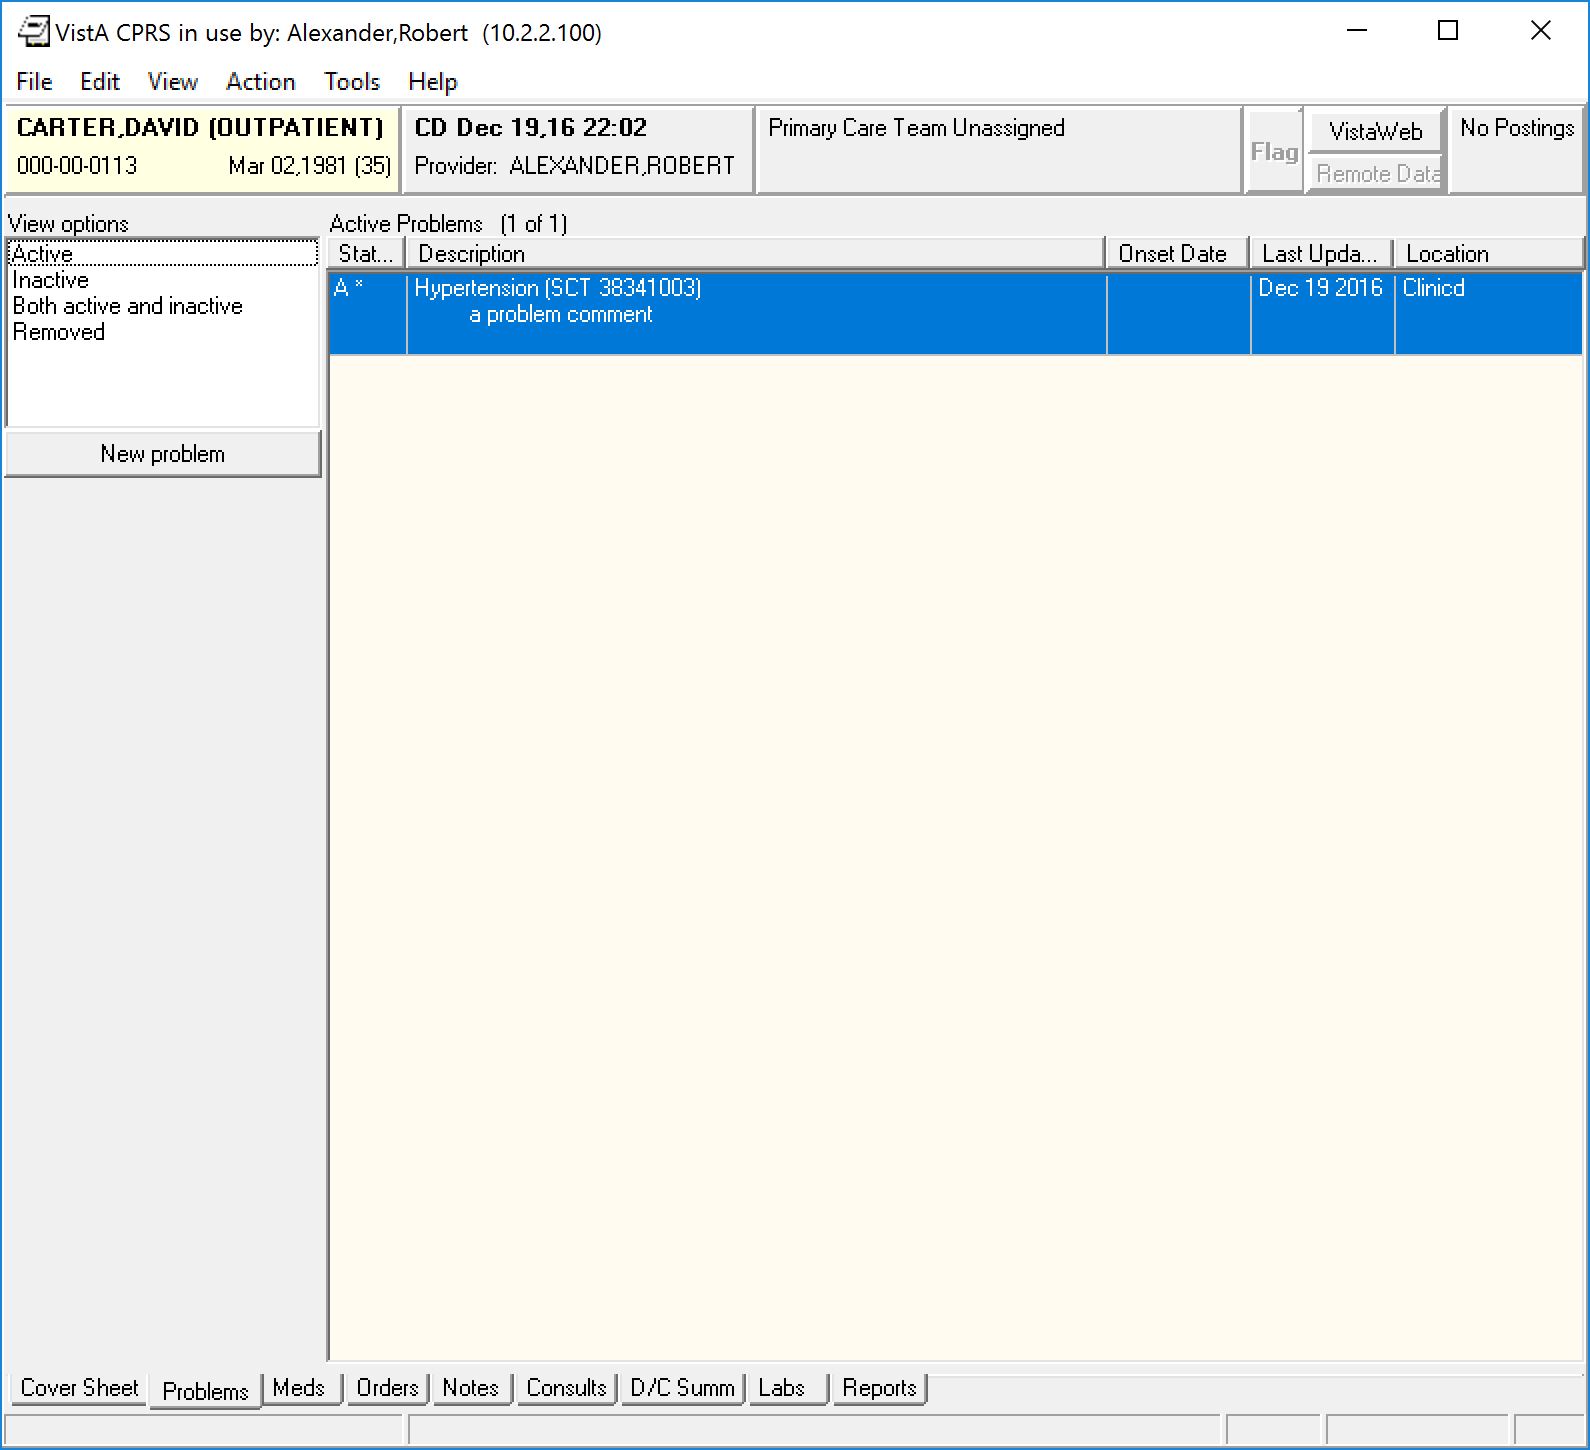 VistA CPRS in use by: Alexander,Robert (10.2.2.100)
File Edit View Action Tools Help
CARTER,DAVID (OUTPATIENT)
000-00-0113 Mar 02,1981 (35)
CD Dec 19,16 22:02
Provider: ALEXANDER,ROBERT
Primary Care Team Unassigned
Flag
VistaWeb
Remote Data
No Postings
View options
Active
Inactive
Both active and inactive
Removed
New problem
Active Problems (1 of 1)
Stat... Description Onset Date Last Upda... Location
A * Hypertension (SCT 38341003) Dec 19 2016 Clinicd
a problem comment
Cover Sheet Problems Meds Orders Notes Consults D/C Summ Labs Reports